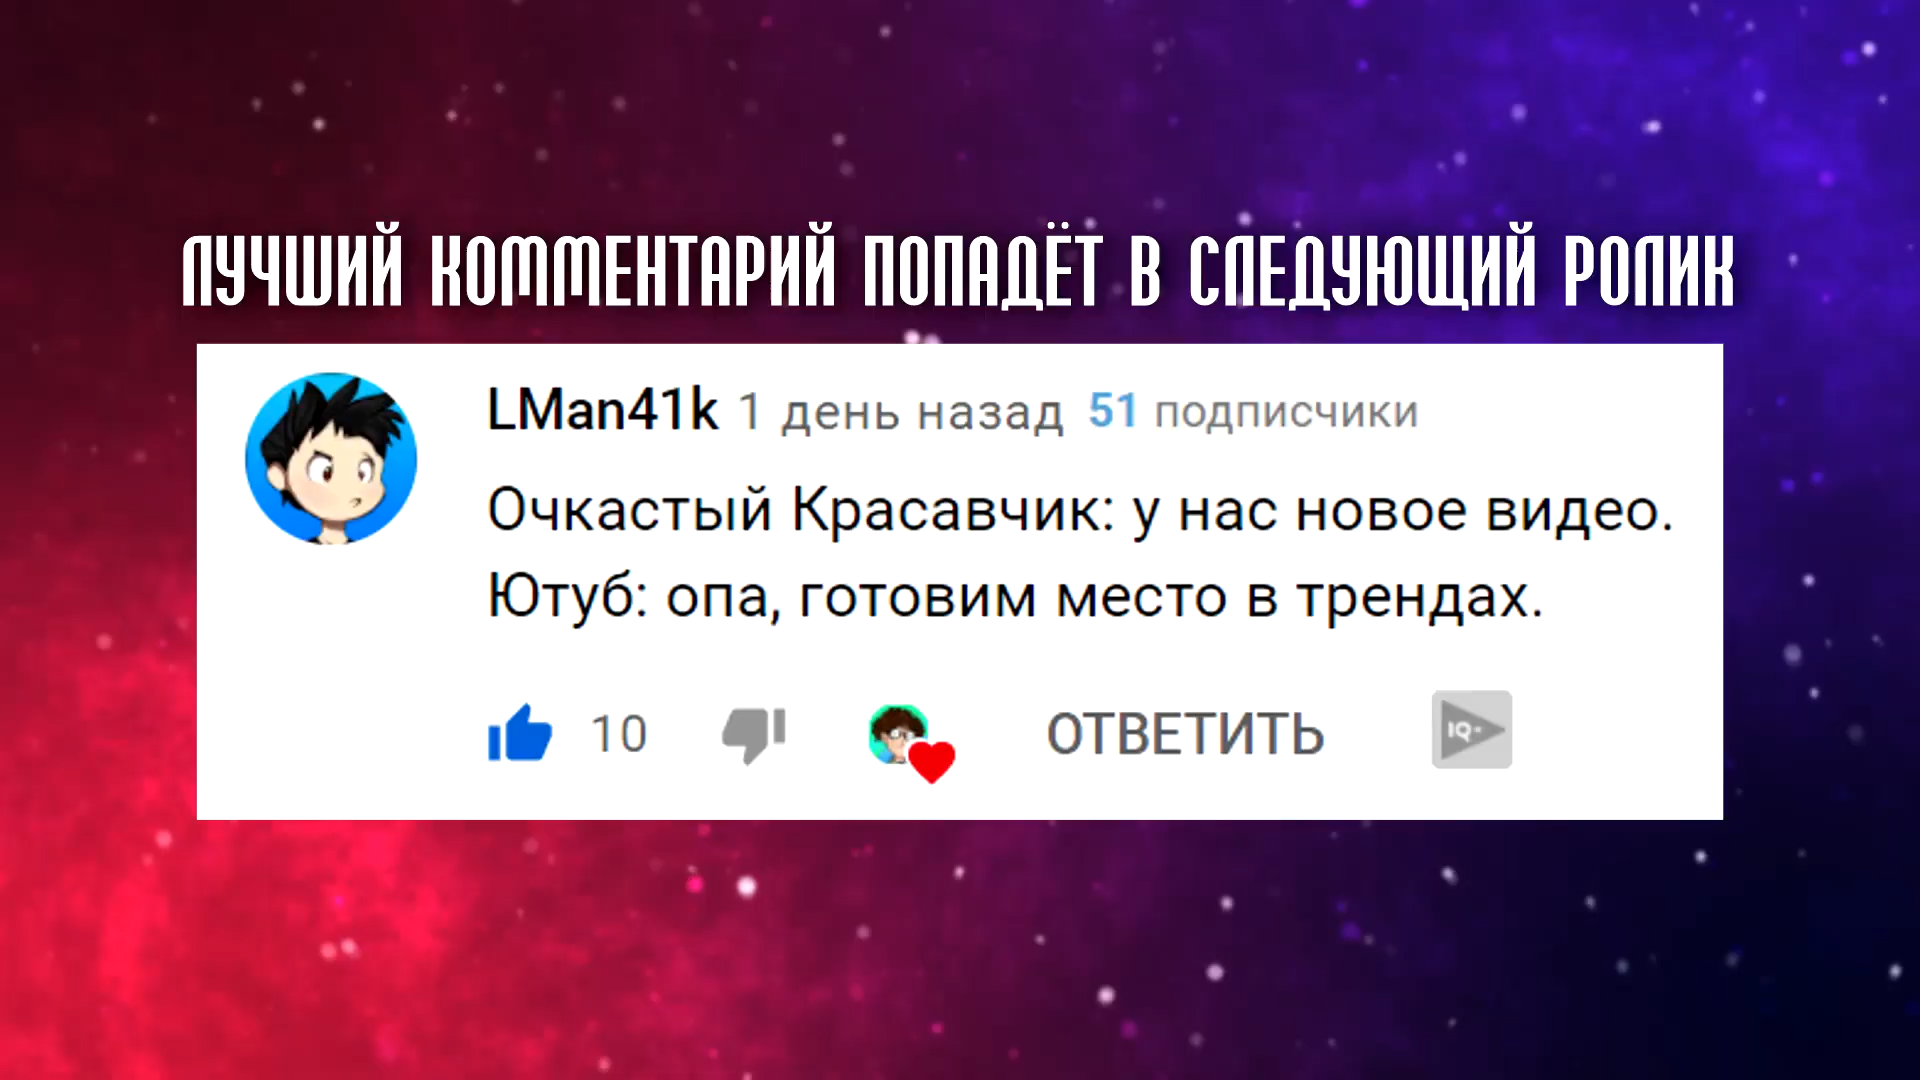 ЛУЧШИЙ КОММЕНТАРИЙ ПОПАДЁТ В СЛЕДУЮЩИЙ РОЛИК
LMan41k 1 день назад 51 подписчики
Очкастый Красавчик: у нас новое видео.
Ютуб: опа, готовим место в трендах.
10 ОТВЕТИТЬ IQ-